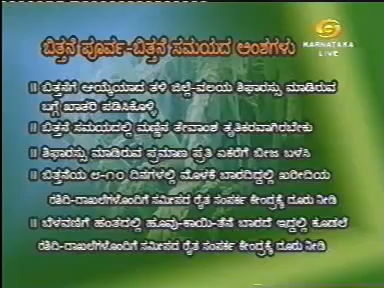 ಬಿತ್ತನೆ ಪೂರ್ವ-ಬಿತ್ತನೆ ಸಮಯದ ಅಂಶಗಳು
KARNATAKA
LIVE
॥ ಬಿತ್ತನೆಗೆ ಆಯ್ಕೆಯಾದ ತಳಿ ಜಿಲ್ಲೆ-ವಲಯ ಶಿಫಾರಸ್ಸು ಮಾಡಿರುವ
ಬಗ್ಗೆ ಖಾತರಿ ಪಡಿಸಿಕೊಳ್ಳಿ
॥ ಬಿತ್ತನೆ ಸಮಯದಲ್ಲಿ ಮಣ್ಣಿನ ತೇವಾಂಶ ತೃಪ್ತಿಕರವಾಗಿರಬೇಕು
॥ ಶಿಫಾರಸ್ಸು ಮಾಡಿರುವ ಪ್ರಮಾಣ ಪ್ರತಿ ಎಕರೆಗೆ ಬೀಜ ಬಳಸಿ
॥ ಬಿತ್ತನೆಯ ೮-೧೦ ದಿನಗಳಲ್ಲಿ ಮೊಳಕೆ ಬಾರದಿದ್ದಲ್ಲಿ ಖರೀದಿಯ
ರಶಿದಿ-ದಾಖಲೆಗಳೊಂದಿಗೆ ಸಮೀಪದ ರೈತ ಸಂಪರ್ಕ ಕೇಂದ್ರಕ್ಕೆ ದೂರು ನೀಡಿ
॥ ಬೆಳವಣಿಗೆ ಹಂತದಲ್ಲಿ ಹೂವು-ಕಾಯಿ-ತೆನೆ ಬಾರದೆ ಇದ್ದಲ್ಲಿ ಕೂಡಲೆ
ರಶಿದಿ-ದಾಖಲೆಗಳೊಂದಿಗೆ ಸಮೀಪದ ರೈತ ಸಂಪರ್ಕ ಕೇಂದ್ರಕ್ಕೆ ದೂರು ನೀಡಿ